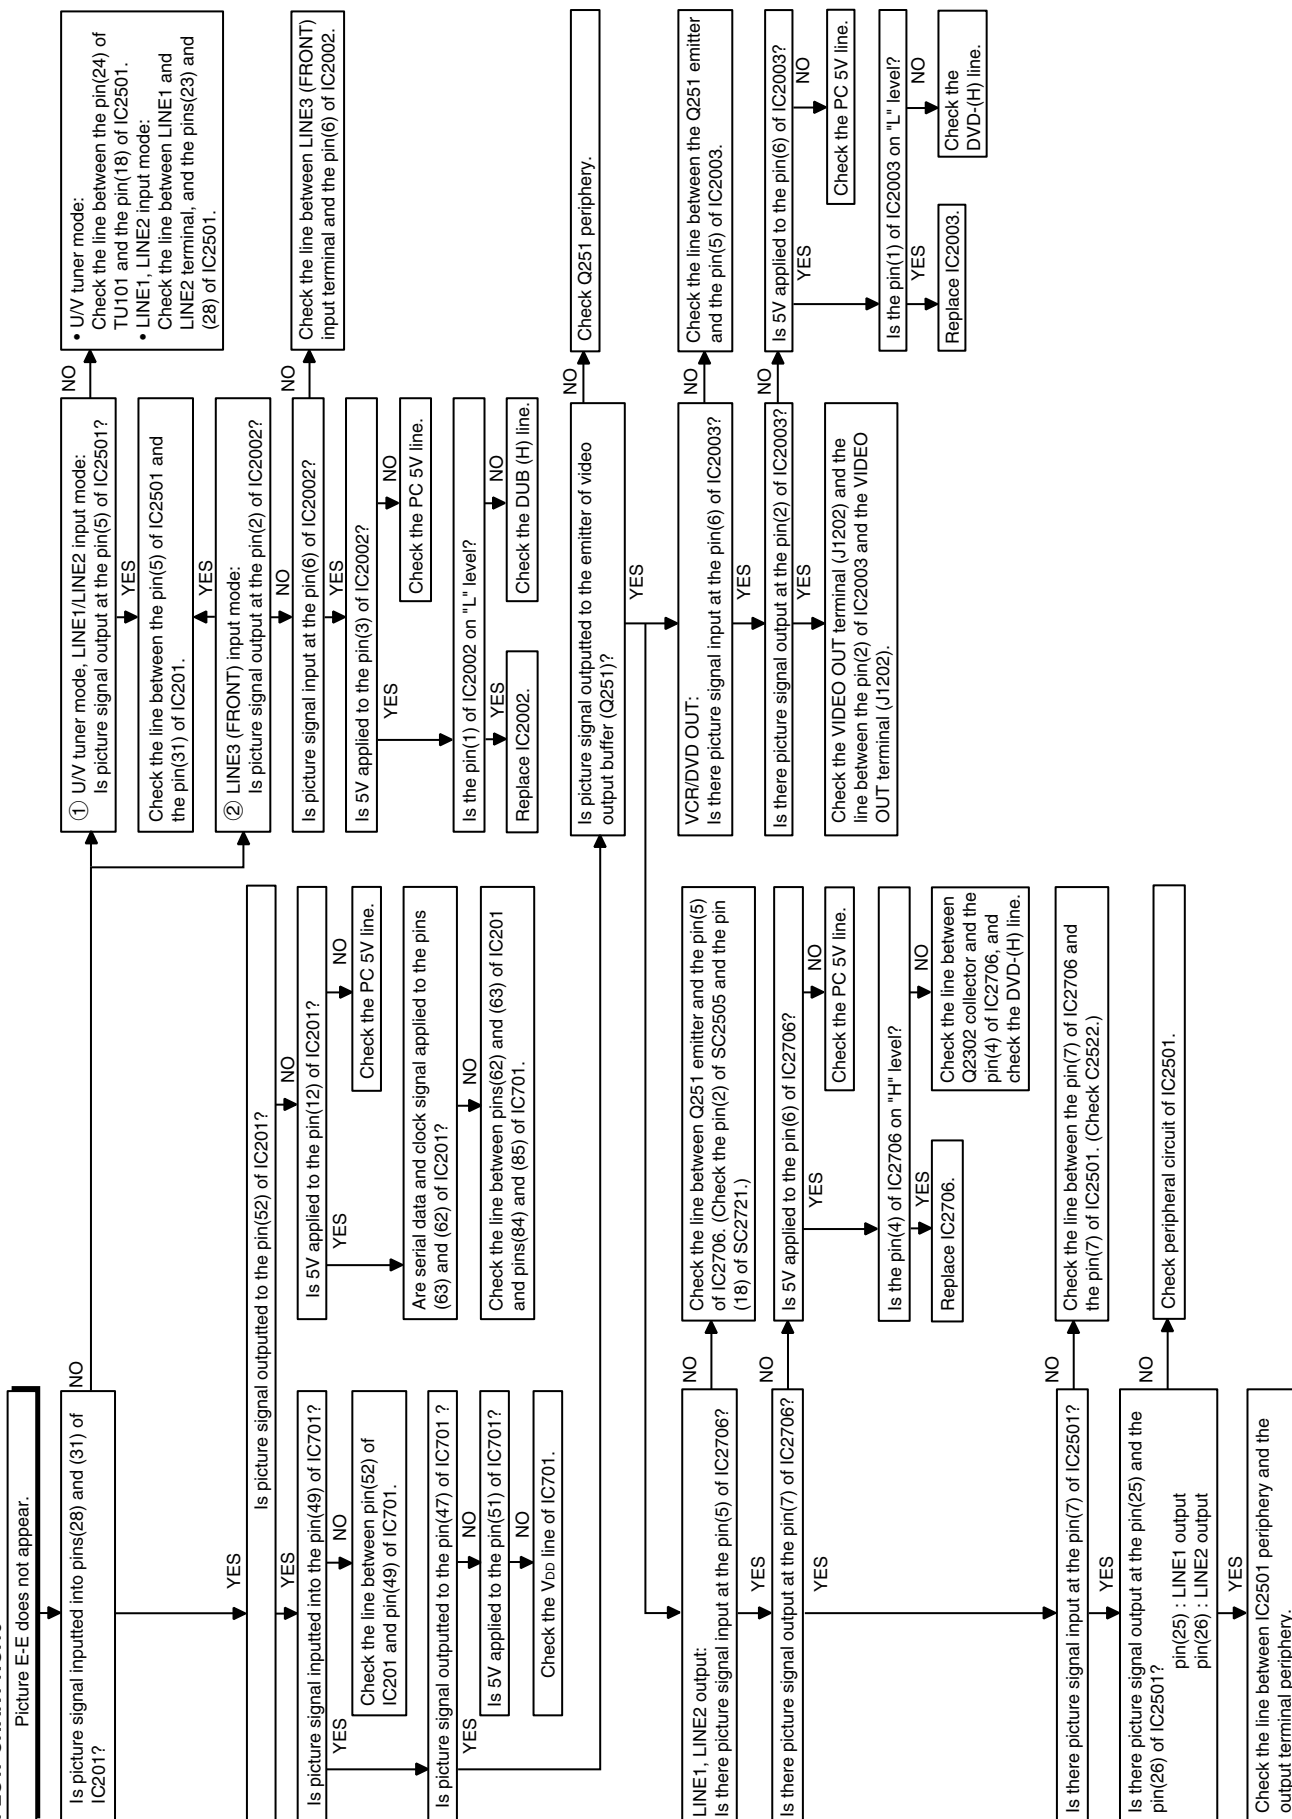 Picture E-E does not appear.
Is picture signal inputted into pins(28) and (31) of
IC201?
NO
YES
① U/V tuner mode, LINE1/LINE2 input mode:
Is picture signal output at the pin(5) of IC2501?
NO
• U/V tuner mode:
Check the line between the pin(24) of
TU101 and the pin(18) of IC2501.
• LINE1, LINE2 input mode:
Check the line between LINE1 and
LINE2 terminal, and the pins(23) and
(28) of IC2501.
YES
Check the line between the pin(5) of IC2501 and
the pin(31) of IC201.
YES
② LINE3 (FRONT) input mode:
Is picture signal output at the pin(2) of IC2002?
NO
Is picture signal input at the pin(6) of IC2002?
NO
Check the line between LINE3 (FRONT)
input terminal and the pin(6) of IC2002.
YES
Is 5V applied to the pin(3) of IC2002?
NO
Check the PC 5V line.
YES
Is the pin(1) of IC2002 on "L" level?
YES
NO
Replace IC2002.
Check the DUB (H) line.
Is picture signal outputted to the pin(52) of IC201?
YES
NO
Is 5V applied to the pin(12) of IC201?
NO
Check the PC 5V line.
YES
Are serial data and clock signal applied to the pins
(63) and (62) of IC201?
NO
Check the line between pins(62) and (63) of IC201
and pins(84) and (85) of IC701.
Is picture signal inputted into the pin(49) of IC701?
YES
NO
Check the line between pin(52) of
IC201 and pin(49) of IC701.
Is picture signal outputted to the pin(47) of IC701 ?
YES
NO
Is 5V applied to the pin(51) of IC701?
NO
Check the VDD line of IC701.
Is picture signal outputted to the emitter of video
output buffer (Q251)?
NO
Check Q251 periphery.
YES
VCR/DVD OUT:
Is there picture signal input at the pin(6) of IC2003?
NO
Check the line between the Q251 emitter
and the pin(5) of IC2003.
YES
Is there picture signal output at the pin(2) of IC2003?
NO
Is 5V applied to the pin(6) of IC2003?
YES
NO
Check the PC 5V line.
Is the pin(1) of IC2003 on "L" level?
YES
NO
Replace IC2003.
Check the
DVD-(H) line.
YES
Check the VIDEO OUT terminal (J1202) and the
line between the pin(2) of IC2003 and the VIDEO
OUT terminal (J1202).
LINE1, LINE2 output:
Is there picture signal input at the pin(5) of IC2706?
NO
Check the line between Q251 emitter and the pin(5)
of IC2706. (Check the pin(2) of SC2505 and the pin
(18) of SC2721.)
YES
Is there picture signal output at the pin(7) of IC2706?
NO
Is 5V applied to the pin(6) of IC2706?
YES
NO
Check the PC 5V line.
Is the pin(4) of IC2706 on "H" level?
YES
NO
Replace IC2706.
Check the line between
Q2302 collector and the
pin(4) of IC2706, and
check the DVD-(H) line.
YES
Is there picture signal input at the pin(7) of IC2501?
NO
Check the line between the pin(7) of IC2706 and
the pin(7) of IC2501. (Check C2522.)
YES
Is there picture signal output at the pin(25) and the
pin(26) of IC2501?
pin(25) : LINE1 output
pin(26) : LINE2 output
NO
Check peripheral circuit of IC2501.
YES
Check the line between IC2501 periphery and the
output terminal periphery.